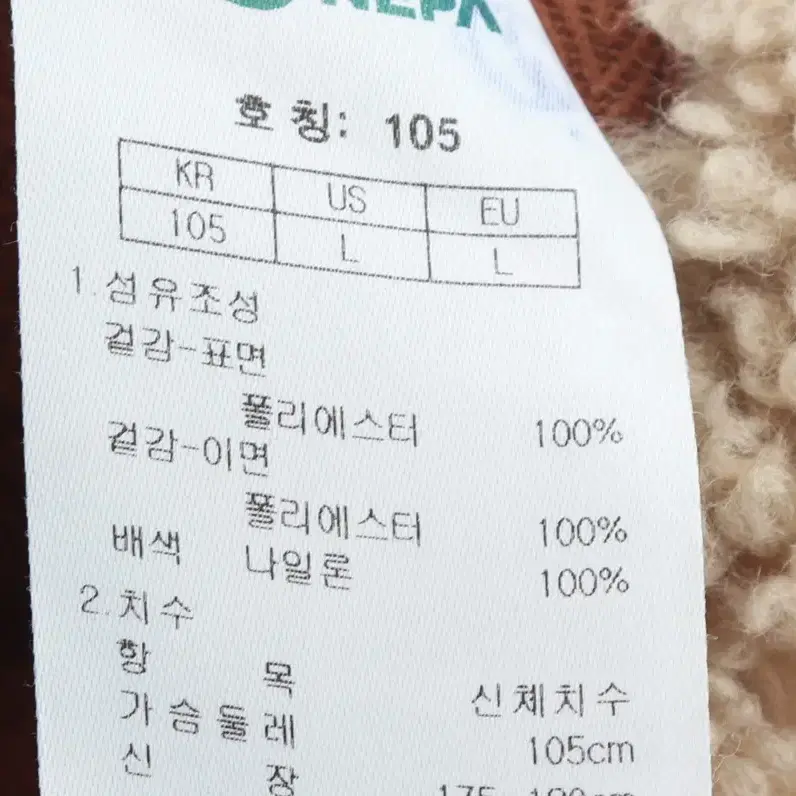 NEPA
호 칭: 105
KR US EU
105 L L
1.섬유조성
겉감-표면
폴리에스터 100%
겉감-이면
폴리에스터 100%
배색 나일론 100%
2.치수
항 목 신체치수
가슴둘레 105cm
신 장